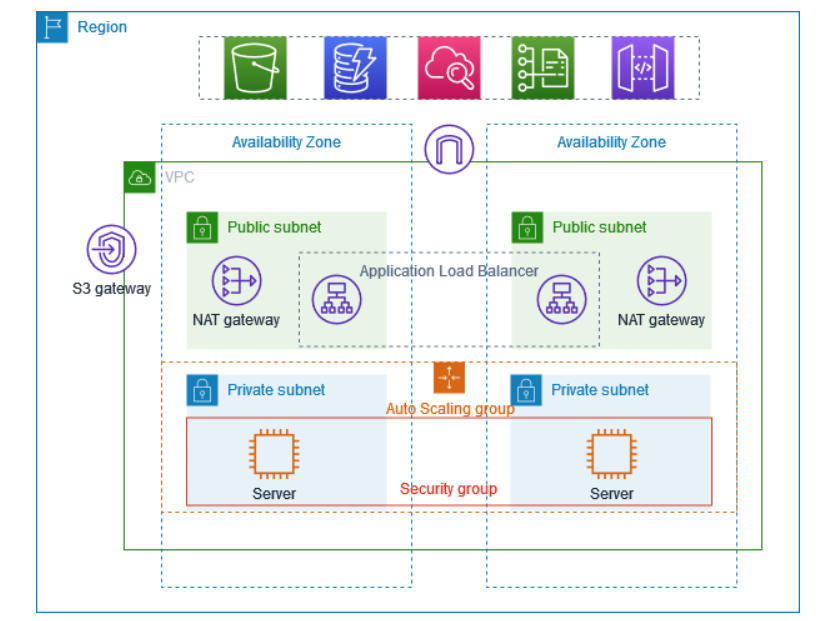 Region
Availability Zone
Availability Zone
VPC
Public subnet
Public subnet
Application Load Balancer
S3 gateway
NAT gateway
NAT gateway
Private subnet
Private subnet
Auto Scaling group
Security group
Server
Server